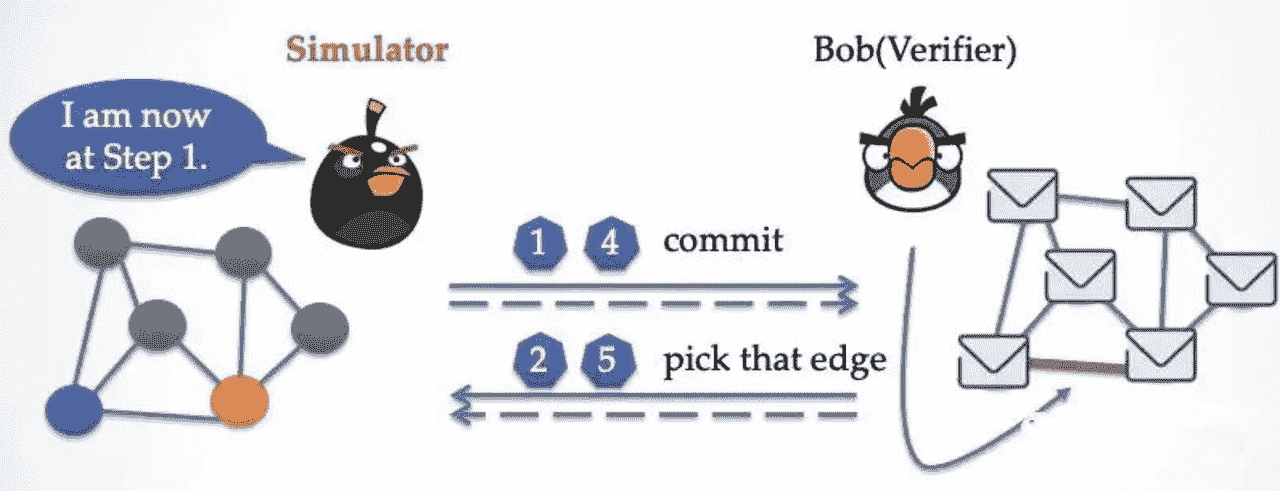 Simulator
Bob(Verifier)
I am now
at Step 1.
1 4 commit
2 5 pick that edge